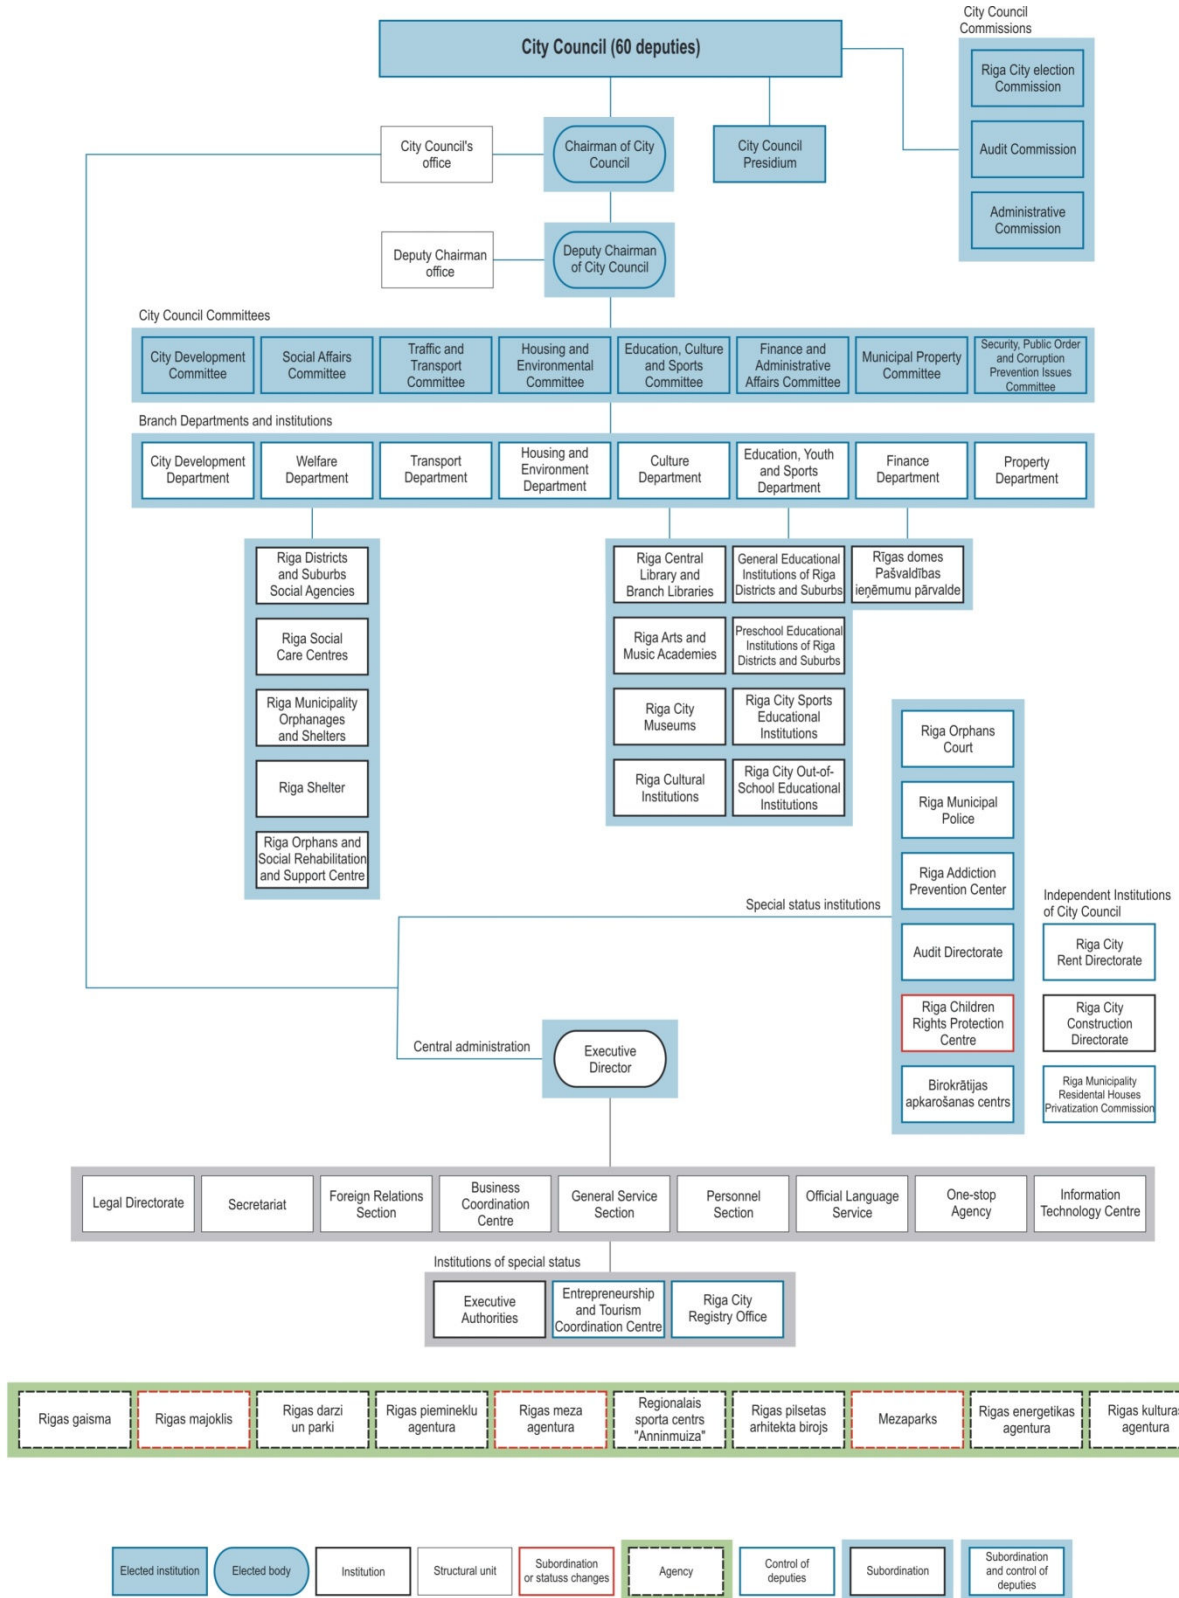 City Council
Commissions
City Council (60 deputies)
Riga City election
Commission
Audit Commission
Administrative
Commission
City Council's
office
Chairman of City
Council
City Council
Presidium
Deputy Chairman
office
Deputy Chairman
of City Council
City Council Committees
City Development
Committee
Social Affairs
Committee
Traffic and
Transport
Committee
Housing and
Environmental
Committee
Education, Culture
and Sports
Committee
Finance and
Administrative
Affairs Committee
Municipal Property
Committee
Security, Public Order
and Corruption
Prevention Issues
Committee
Branch Departments and institutions
City Development
Department
Welfare
Department
Transport
Department
Housing and
Environment
Department
Culture
Department
Education, Youth
and Sports
Department
Finance
Department
Property
Department
Riga Districts
and Suburbs
Social Agencies
Riga Social
Care Centres
Riga Municipality
Orphanages
and Shelters
Riga Shelter
Riga Orphans and
Social Rehabilitation
and Support Centre
Riga Central
Library and
Branch Libraries
Riga Arts and
Music Academies
Riga City
Museums
Riga Cultural
Institutions
General Educational
Institutions of Riga
Districts and Suburbs
Preschool Educational
Institutions of Riga
Districts and Suburbs
Riga City Sports
Educational
Institutions
Riga City Out-of-
School Educational
Institutions
Rīgas domes
Pašvaldības
ieņēmumu pārvalde
Special status institutions
Riga Orphans
Court
Riga Municipal
Police
Riga Addiction
Prevention Center
Audit Directorate
Riga Children
Rights Protection
Centre
Birokrātijas
apkarošanas centrs
Independent Institutions
of City Council
Riga City
Rent Directorate
Riga City
Construction
Directorate
Riga Municipality
Residental Houses
Privatization Commission
Central administration
Executive
Director
Legal Directorate
Secretariat
Foreign Relations
Section
Business
Coordination
Centre
General Service
Section
Personnel
Section
Official Language
Service
One-stop
Agency
Information
Technology Centre
Institutions of special status
Executive
Authorities
Entrepreneurship
and Tourism
Coordination Centre
Riga City
Registry Office
Rigas gaisma
Rigas majoklis
Rigas darzi
un parki
Rigas piemineklu
agentura
Rigas meza
agentura
Regionalais
sporta centrs
"Anninmuiza"
Rigas pilsetas
arhitekta birojs
Mezaparks
Rigas energetikas
agentura
Rigas kulturas
agentura
Elected institution
Elected body
Institution
Structural unit
Subordination
or statuss changes
Agency
Control of
deputies
Subordination
Subordination
and control of
deputies